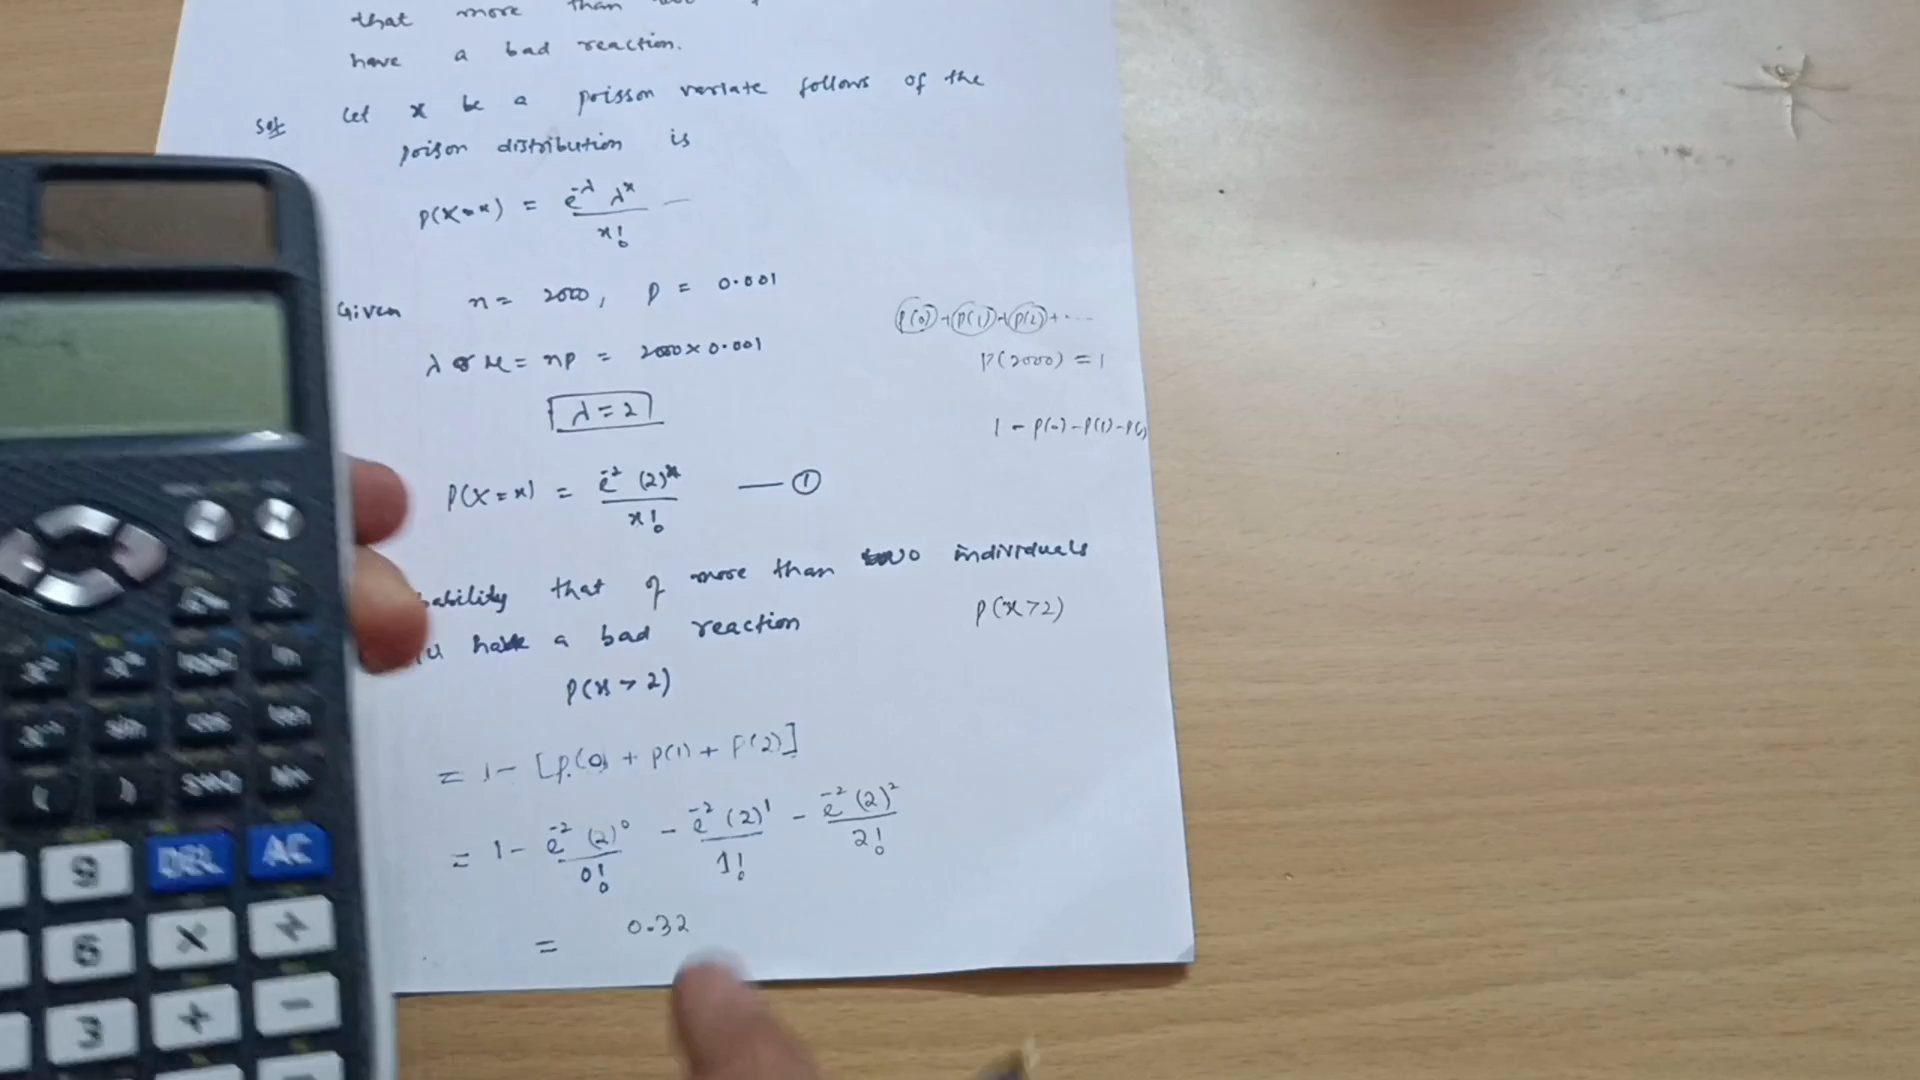 that more than
have a bad reaction.
Sol Let x be a poisson variate follows of the
poison distribution is
P(X=x) = e^-λ λ^x / x!
Given n = 2000, p = 0.001
λ or μ = np = 2000 × 0.001
λ = 2
P(X=x) = e^-2 (2)^x / x! — ①
bability that of more than two individuals
have a bad reaction
P(x > 2)
= 1 - [P(0) + P(1) + P(2)]
= 1 - e^-2 (2)^0 / 0! - e^-2 (2)^1 / 1! - e^-2 (2)^2 / 2!
= 0.32
P(0) + P(1) + P(2) + ...
P(2000) = 1
1 - P(0) - P(1) - P(
P(x > 2)
sin
(
)
9 DEL AC
6 × ÷
3 + -